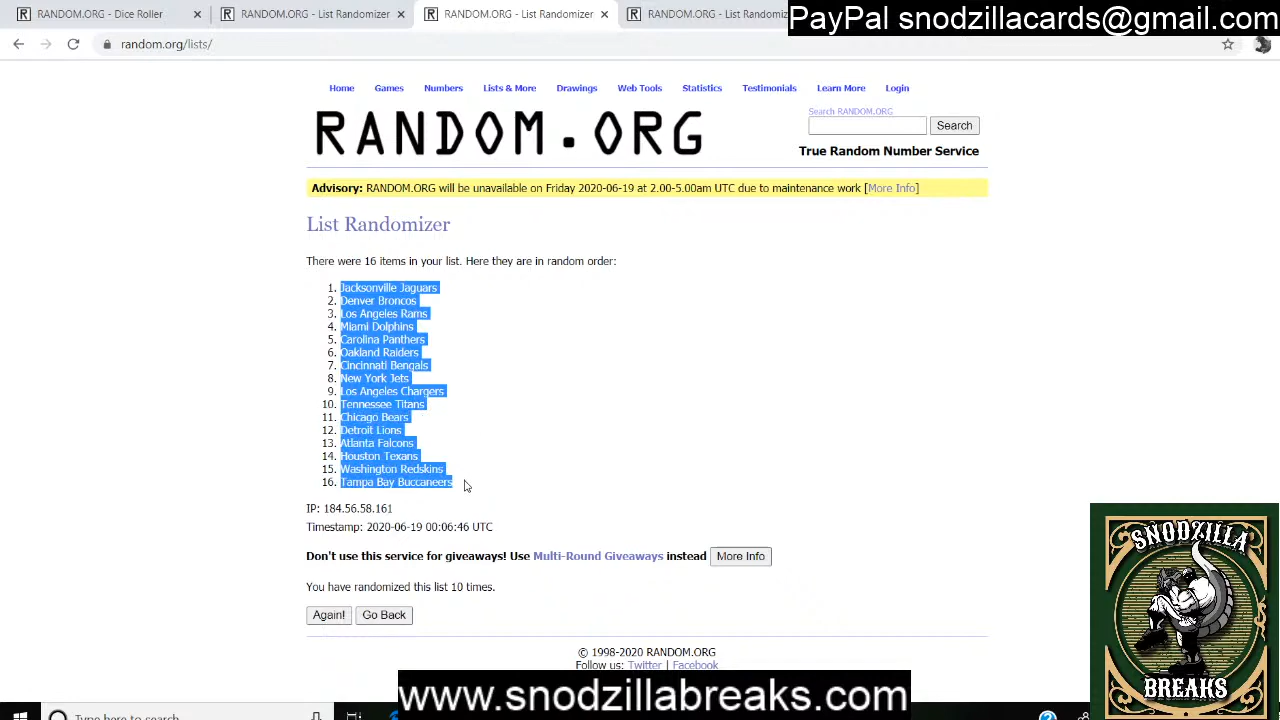 RANDOM.ORG - Dice Roller
RANDOM.ORG - List Randomizer
RANDOM.ORG - List Randomizer
RANDOM.ORG - List Randomiz
PayPal snodzillacards@gmail.com
random.org/lists/
Home Games Numbers Lists & More Drawings Web Tools Statistics Testimonials Learn More Login
RANDOM.ORG
Search RANDOM.ORG
Search
True Random Number Service
Advisory: RANDOM.ORG will be unavailable on Friday 2020-06-19 at 2.00-5.00am UTC due to maintenance work [More Info]
List Randomizer
There were 16 items in your list. Here they are in random order:
1. Jacksonville Jaguars
2. Denver Broncos
3. Los Angeles Rams
4. Miami Dolphins
5. Carolina Panthers
6. Oakland Raiders
7. Cincinnati Bengals
8. New York Jets
9. Los Angeles Chargers
10. Tennessee Titans
11. Chicago Bears
12. Detroit Lions
13. Atlanta Falcons
14. Houston Texans
15. Washington Redskins
16. Tampa Bay Buccaneers
IP: 184.56.58.161
Timestamp: 2020-06-19 00:06:46 UTC
Don't use this service for giveaways! Use Multi-Round Giveaways instead More Info
You have randomized this list 10 times.
Again! Go Back
© 1998-2020 RANDOM.ORG
Follow us: Twitter | Facebook
www.snodzillabreaks.com
Type here to search
SNODZILLA
BREAKS